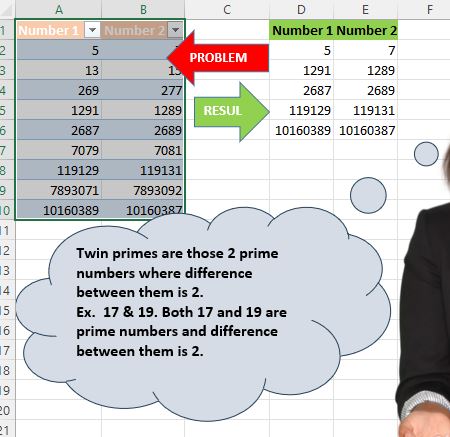 A B C D E F
1 Number 1 Number 2 Number 1 Number 2
2 5 5 7
PROBLEM
3 13 15 1291 1289
4 269 277 2687 2689
5 1291 1289 RESUL 119129 119131
6 2687 2689 10160389 10160387
7 7079 7081
8 119129 119131
9 7893071 7893092
10 10160389 10160387
11
12 Twin primes are those 2 prime
13 numbers where difference
14 between them is 2.
15 Ex. 17 & 19. Both 17 and 19 are
16 prime numbers and difference
17 between them is 2.
18
19
20
21